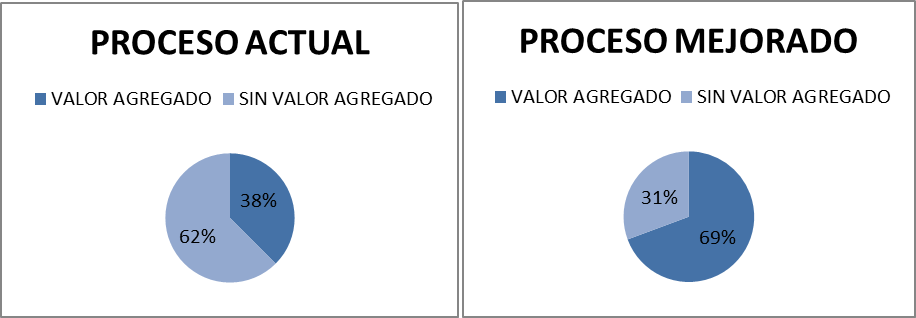 PROCESO ACTUAL
VALOR AGREGADO SIN VALOR AGREGADO
38%
62%
PROCESO MEJORADO
VALOR AGREGADO SIN VALOR AGREGADO
31%
69%